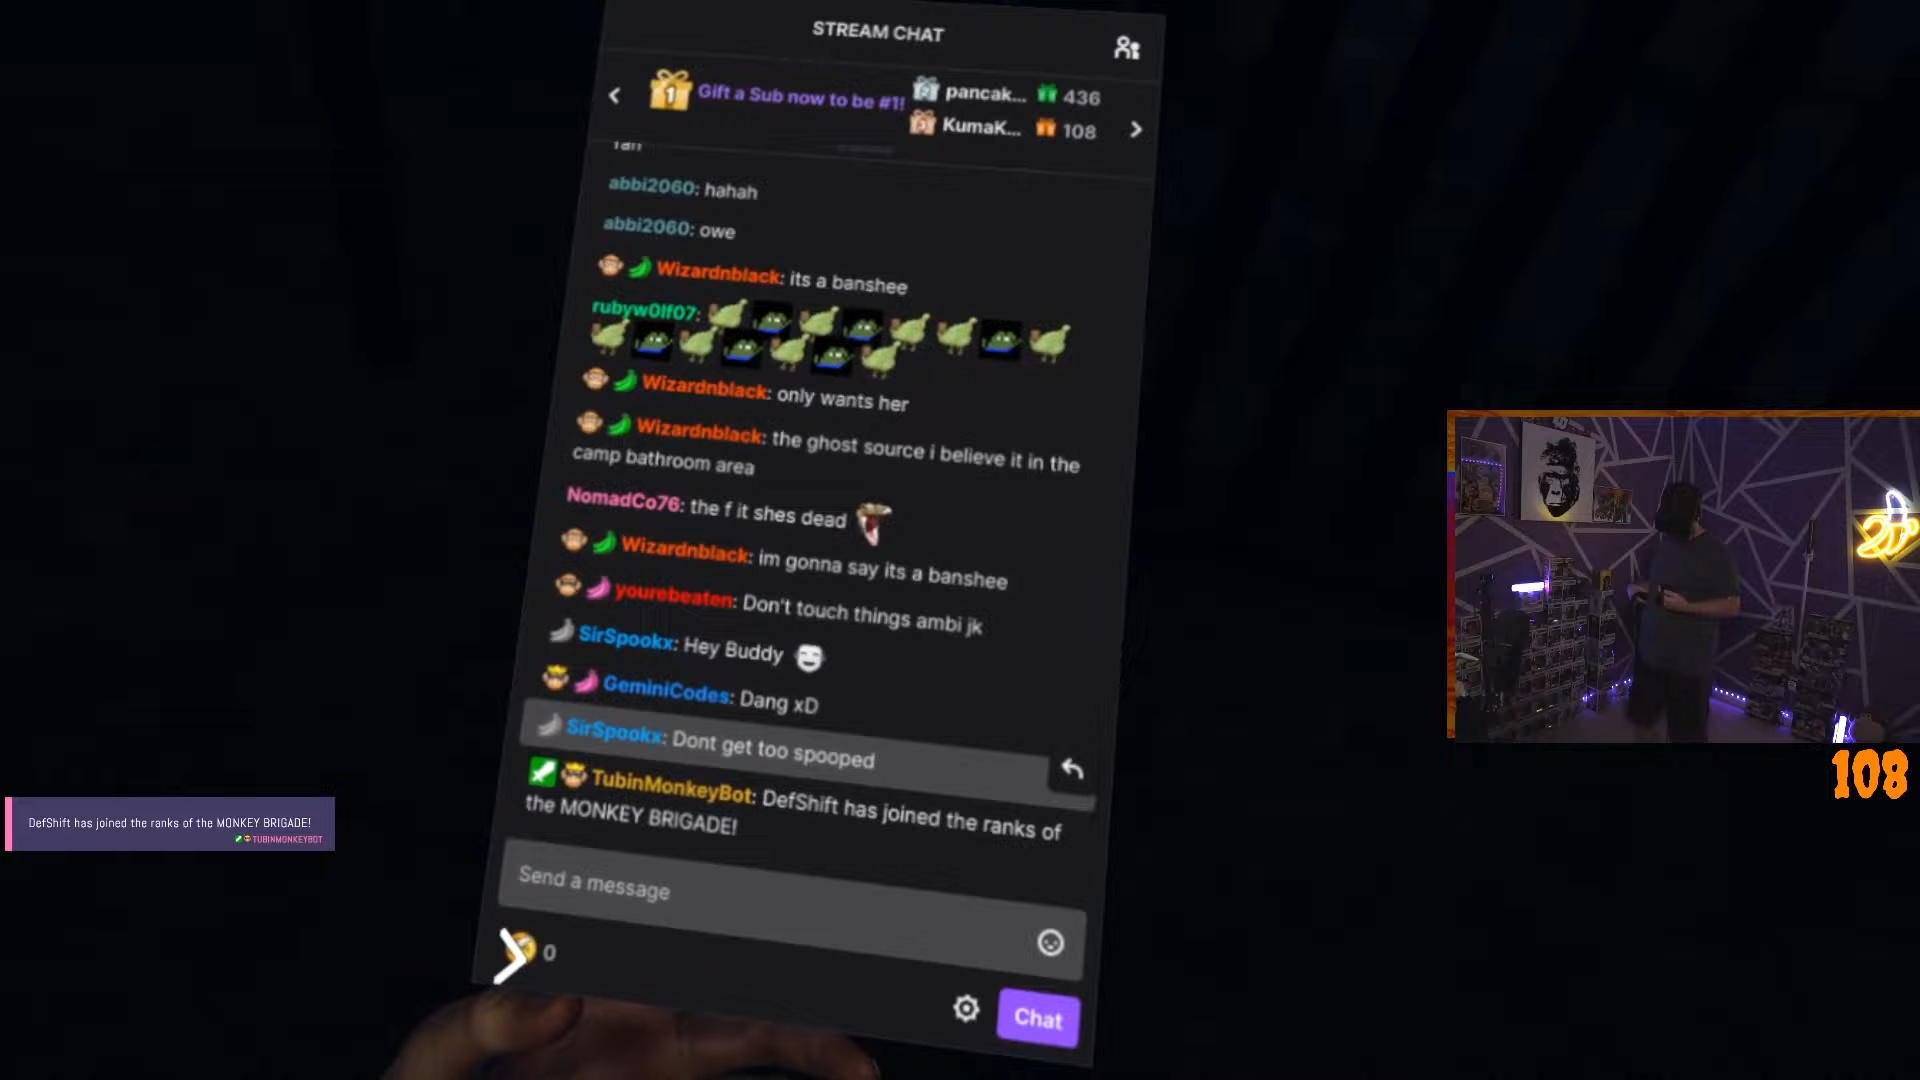 STREAM CHAT
Gift a Sub now to be #1!
pancak... 436
KumaK... 108
abbi2060: hahah
abbi2060: owe
Wizardnblack: its a banshee
rubyw0lf07:
Wizardnblack: only wants her
Wizardnblack: the ghost source i believe it in the
camp bathroom area
NomadCo76: the f it shes dead
Wizardnblack: im gonna say its a banshee
yourebeaten: Don't touch things ambi jk
SirSpookx: Hey Buddy
GeminiCodes: Dang xD
SirSpookx: Dont get too spooped
TubinMonkeyBot: DefShift has joined the ranks of
the MONKEY BRIGADE!
Send a message
0
Chat
DefShift has joined the ranks of the MONKEY BRIGADE!
TUBINMONKEYBOT
108